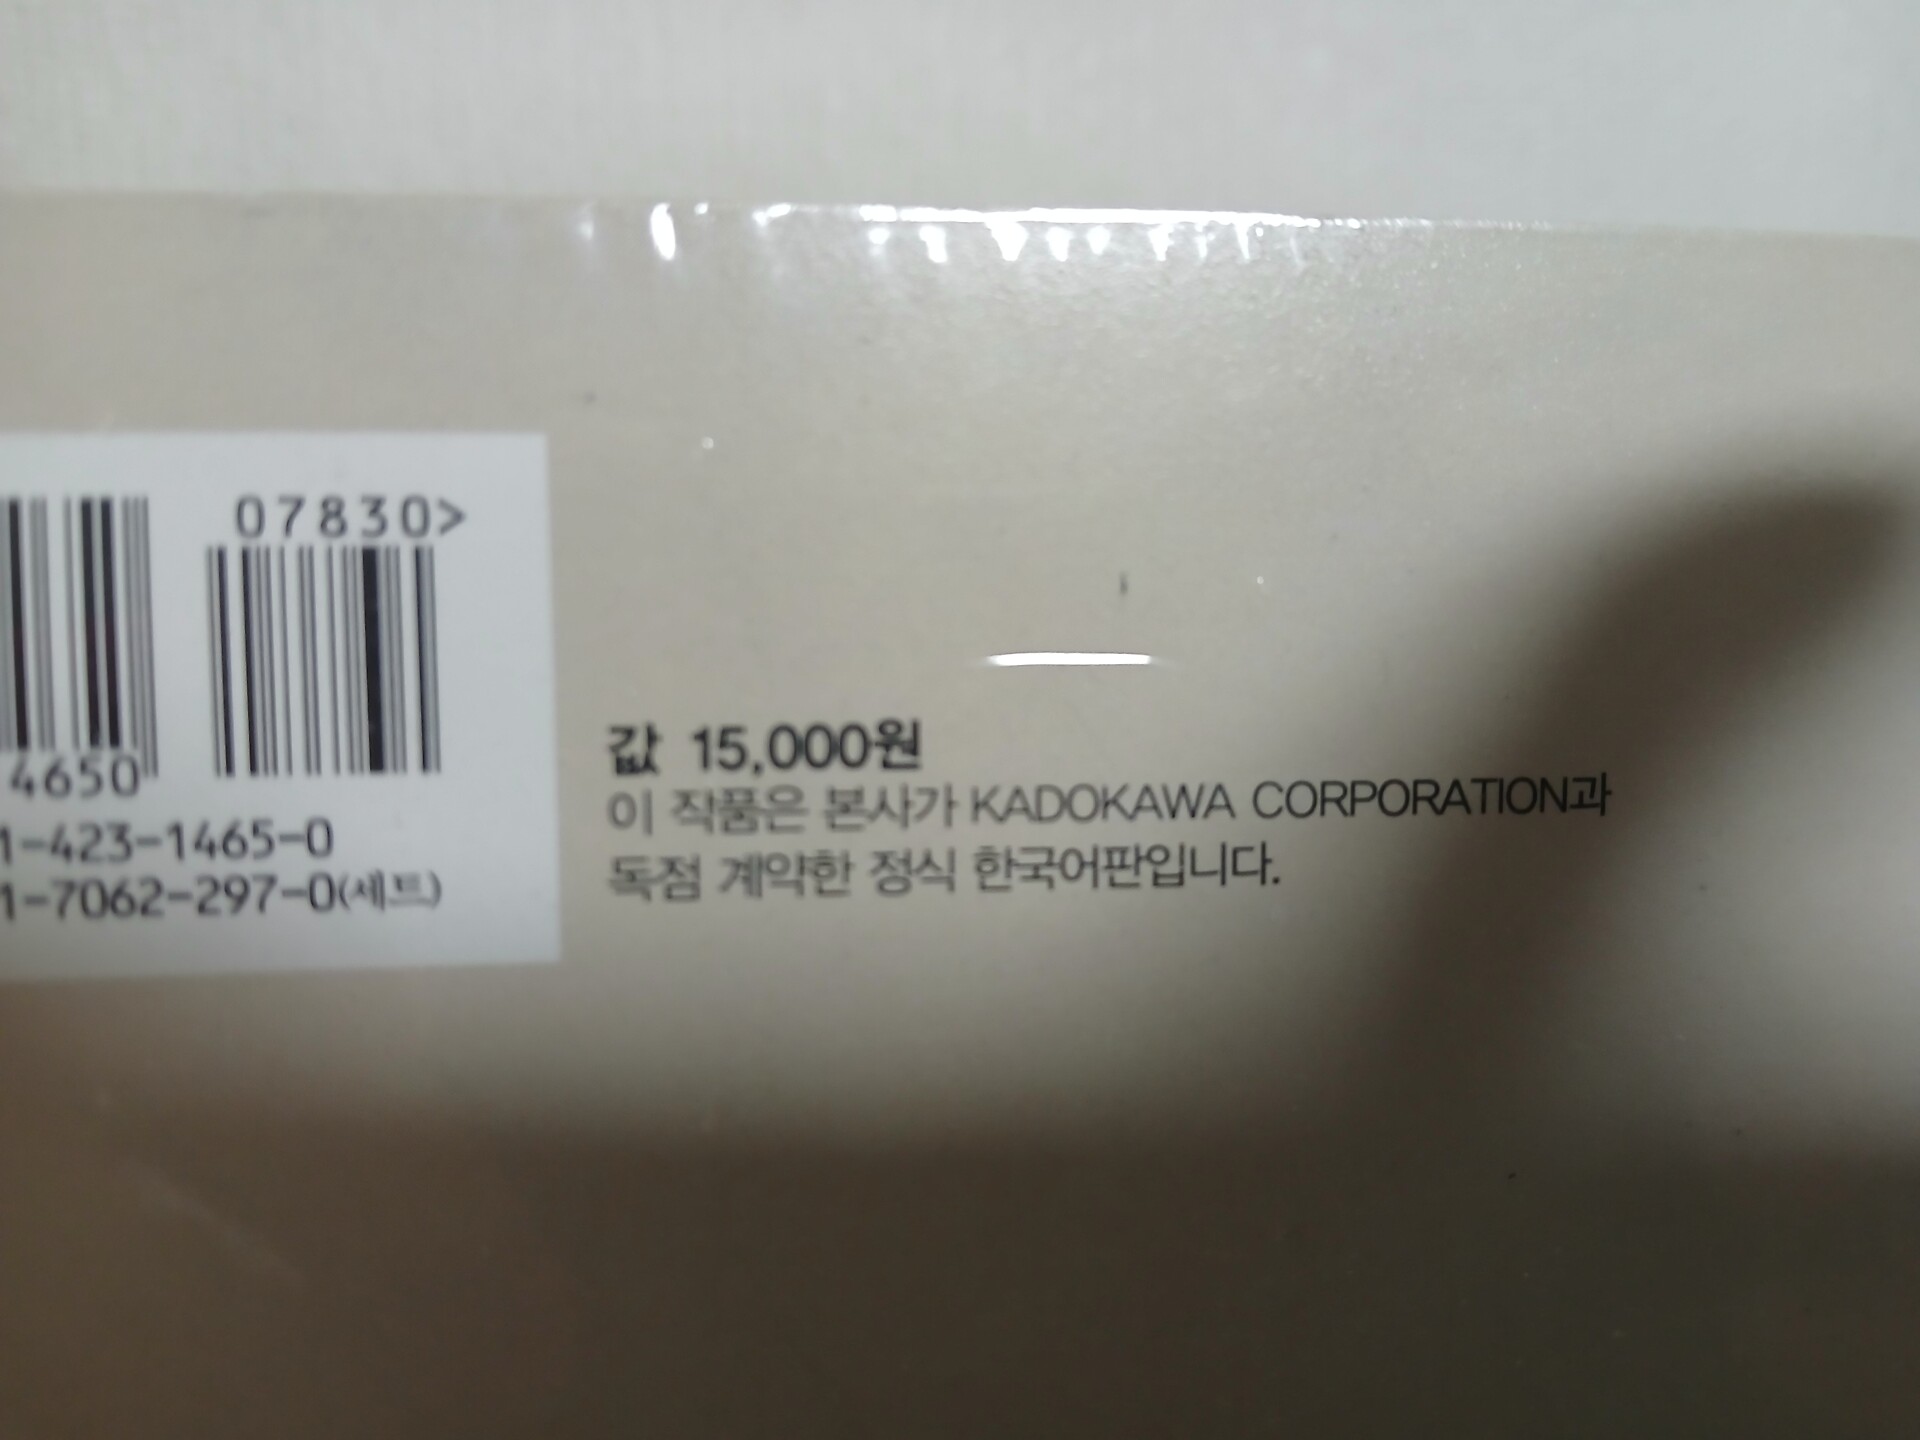 07830>
4650
1-423-1465-0
1-7062-297-0(세트)
값 15,000원
이 작품은 본사가 KADOKAWA CORPORATION과
독점 계약한 정식 한국어판입니다.